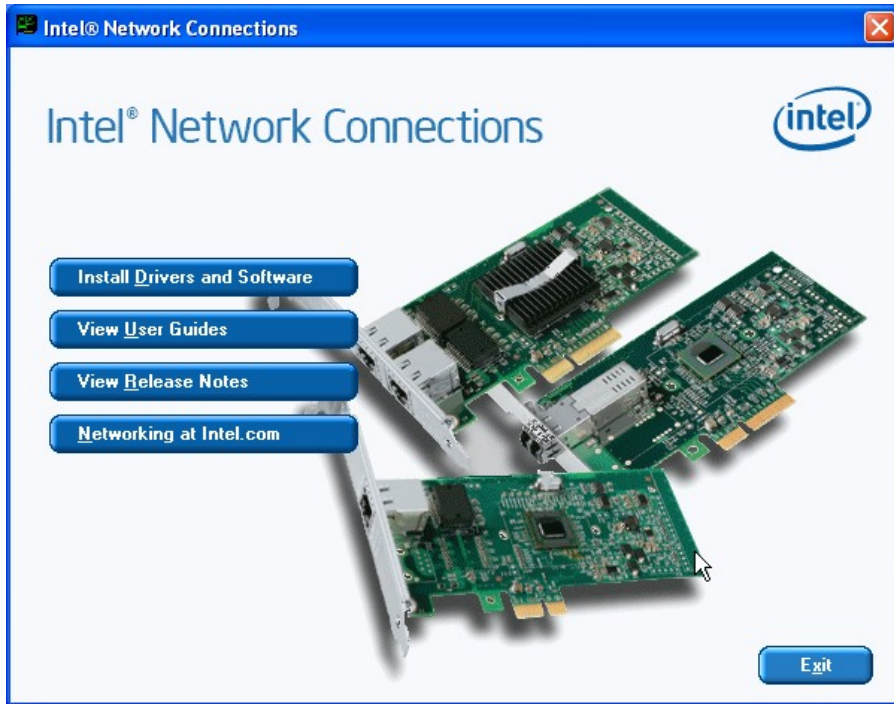 Intel® Network Connections
Intel® Network Connections
intel
Install Drivers and Software
View User Guides
View Release Notes
Networking at Intel.com
Exit